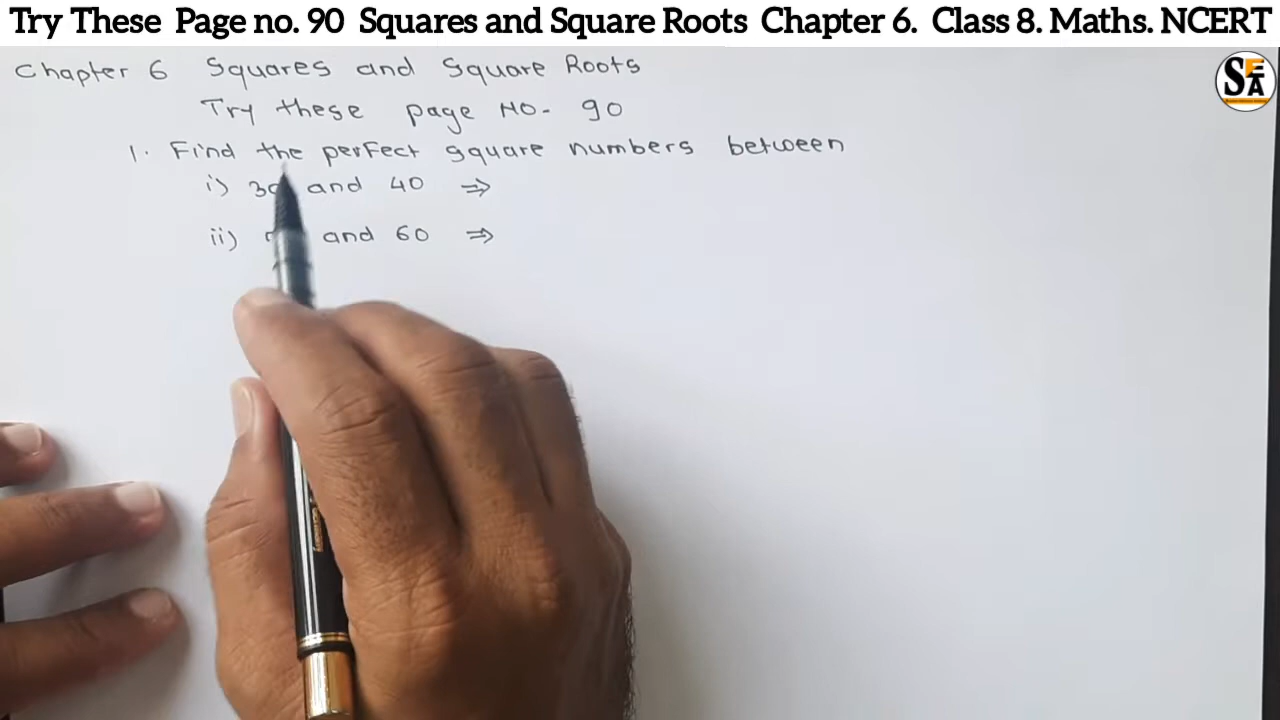 Try These Page no. 90 Squares and Square Roots Chapter 6. Class 8. Maths. NCERT
Chapter 6 Squares and Square Roots
Try these page NO- 90
1. Find the perfect square numbers between
i) 30 and 40 ⇒
ii) and 60 ⇒
SFA